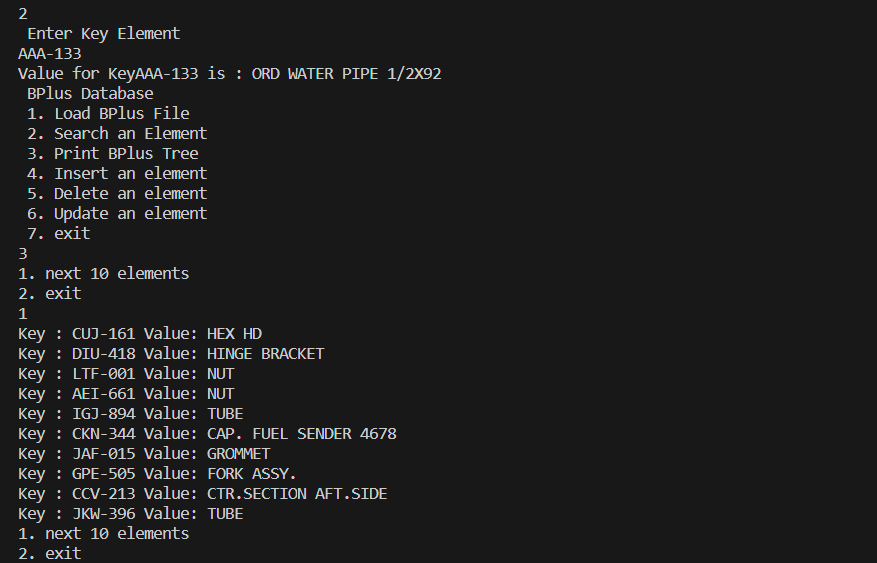 2
Enter Key Element
AAA-133
Value for KeyAAA-133 is : ORD WATER PIPE 1/2X92
BPlus Database
1. Load BPlus File
2. Search an Element
3. Print BPlus Tree
4. Insert an element
5. Delete an element
6. Update an element
7. exit
3
1. next 10 elements
2. exit
1
Key : CUJ-161 Value: HEX HD
Key : DIU-418 Value: HINGE BRACKET
Key : LTF-001 Value: NUT
Key : AEI-661 Value: NUT
Key : IGJ-894 Value: TUBE
Key : CKN-344 Value: CAP. FUEL SENDER 4678
Key : JAF-015 Value: GROMMET
Key : GPE-505 Value: FORK ASSY.
Key : CCV-213 Value: CTR.SECTION AFT.SIDE
Key : JKW-396 Value: TUBE
1. next 10 elements
2. exit